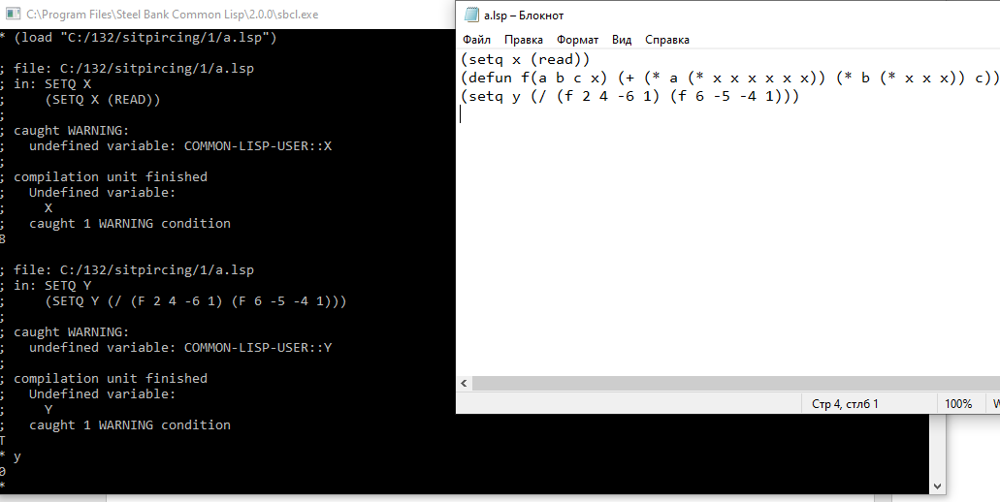 C:\Program Files\Steel Bank Common Lisp\2.0.0\sbcl.exe
* (load "C:/132/sitpircing/1/a.lsp")
; file: C:/132/sitpircing/1/a.lsp
; in: SETQ X
;     (SETQ X (READ))
;
; caught WARNING:
;   undefined variable: COMMON-LISP-USER::X
;
; compilation unit finished
;   Undefined variable:
;     X
;   caught 1 WARNING condition
8
; file: C:/132/sitpircing/1/a.lsp
; in: SETQ Y
;     (SETQ Y (/ (F 2 4 -6 1) (F 6 -5 -4 1)))
;
; caught WARNING:
;   undefined variable: COMMON-LISP-USER::Y
;
; compilation unit finished
;   Undefined variable:
;     Y
;   caught 1 WARNING condition
T
* y
0
*
a.lsp – Блокнот
Файл Правка Формат Вид Справка
(setq x (read))
(defun f(a b c x) (+ (* a (* x x x x x x)) (* b (* x x x)) c))
(setq y (/ (f 2 4 -6 1) (f 6 -5 -4 1)))
Стр 4, стлб 1 100% W